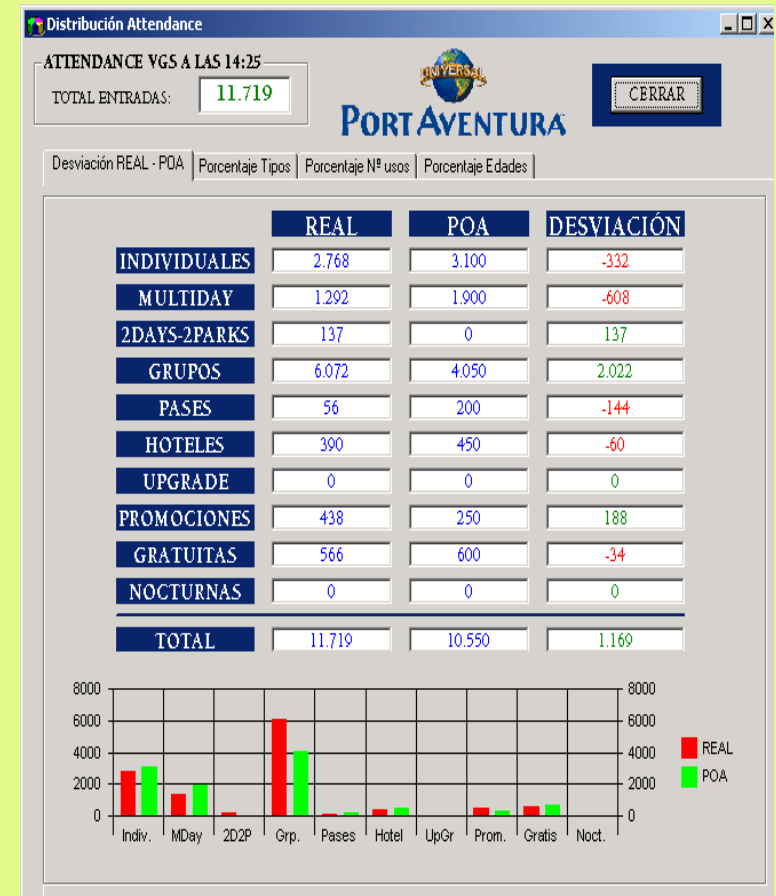 Distribución Attendance
ATTENDANCE VGS A LAS 14:25
TOTAL ENTRADAS: 11.719
UNIVERSAL
PORT AVENTURA
CERRAR
Desviación REAL - POA Porcentaje Tipos Porcentaje Nº usos Porcentaje Edades
REAL POA DESVIACIÓN
INDIVIDUALES 2.768 3.100 -332
MULTIDAY 1.292 1.900 -608
2DAYS-2PARKS 137 0 137
GRUPOS 6.072 4.050 2.022
PASES 56 200 -144
HOTELES 390 450 -60
UPGRADE 0 0 0
PROMOCIONES 438 250 188
GRATUITAS 566 600 -34
NOCTURNAS 0 0 0
TOTAL 11.719 10.550 1.169
8000 8000
6000 6000
4000 4000 REAL
2000 2000 POA
0 0
Indiv. MDay 2D2P Grp. Pases Hotel UpGr Prom. Gratis Noct.